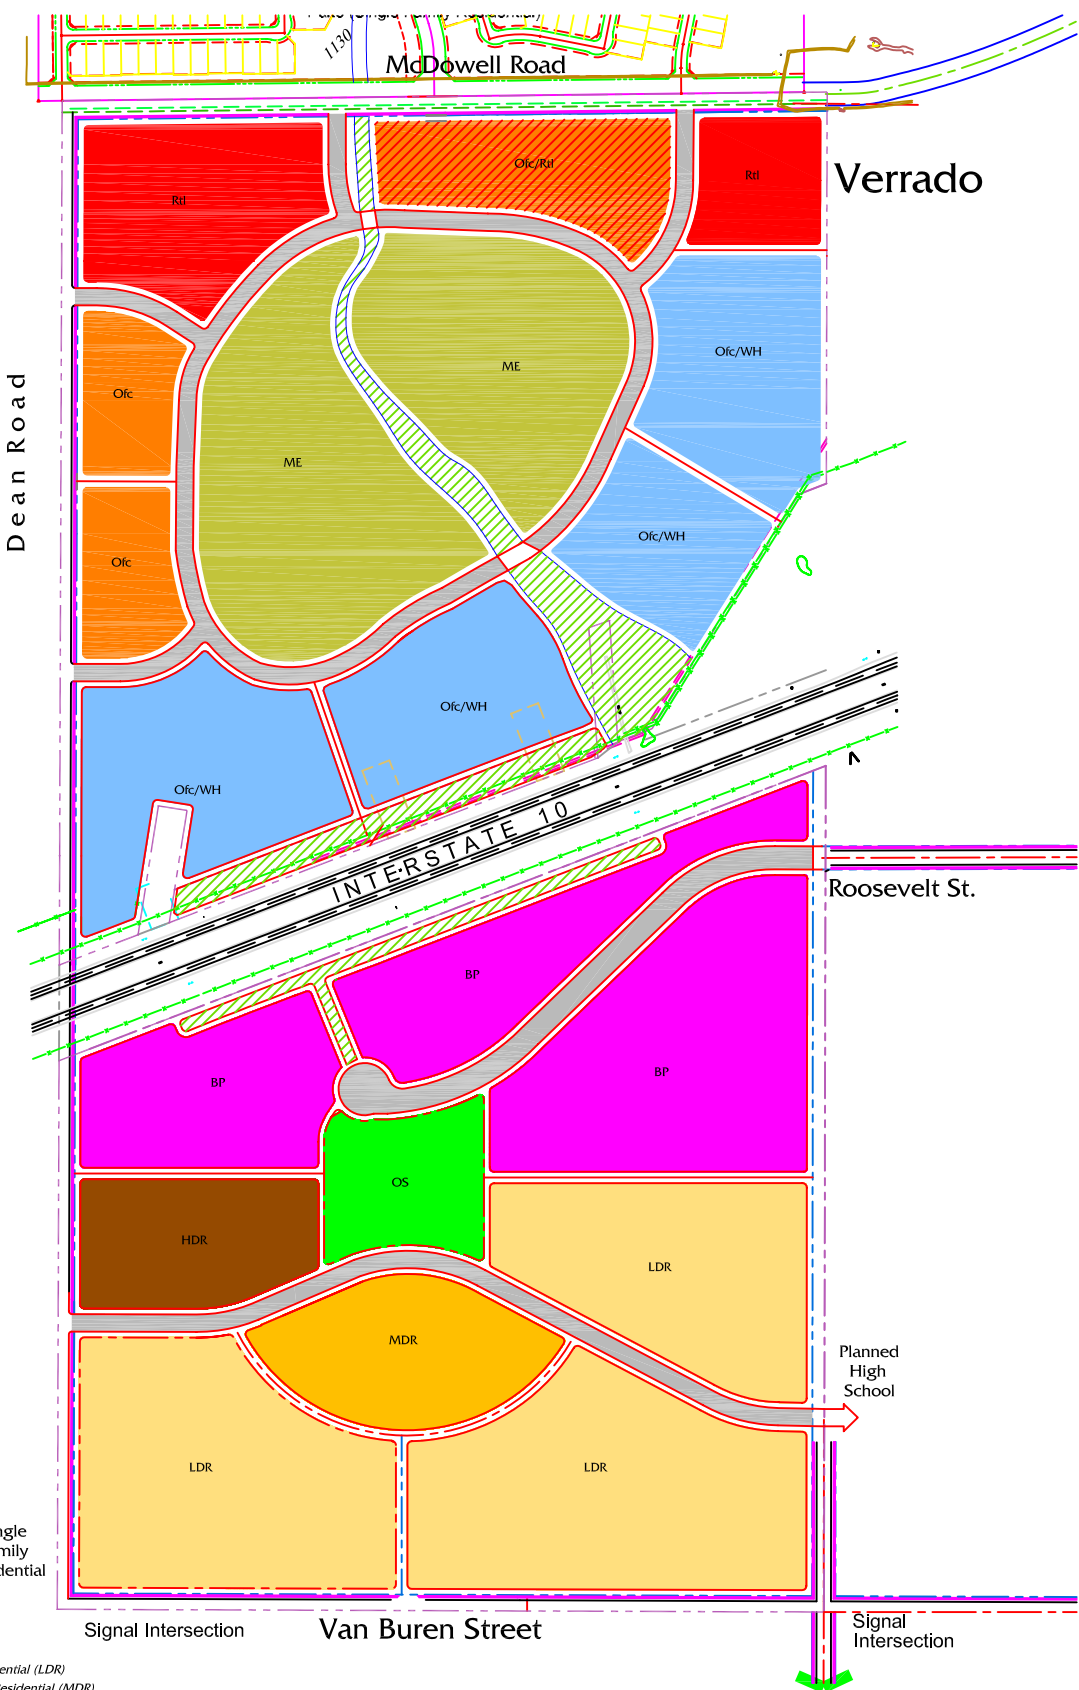 1130
McDowell Road
Verrado
Rtl
Ofc/Rtl
Rtl
Ofc/WH
ME
Dean Road
Ofc
ME
Ofc/WH
Ofc
Ofc/WH
Ofc/WH
INTERSTATE 10
Roosevelt St.
BP
BP
BP
OS
HDR
LDR
MDR
Planned
High
School
LDR
LDR
Signal Intersection
Van Buren Street
Signal
Intersection
(LDR)
(MDR)